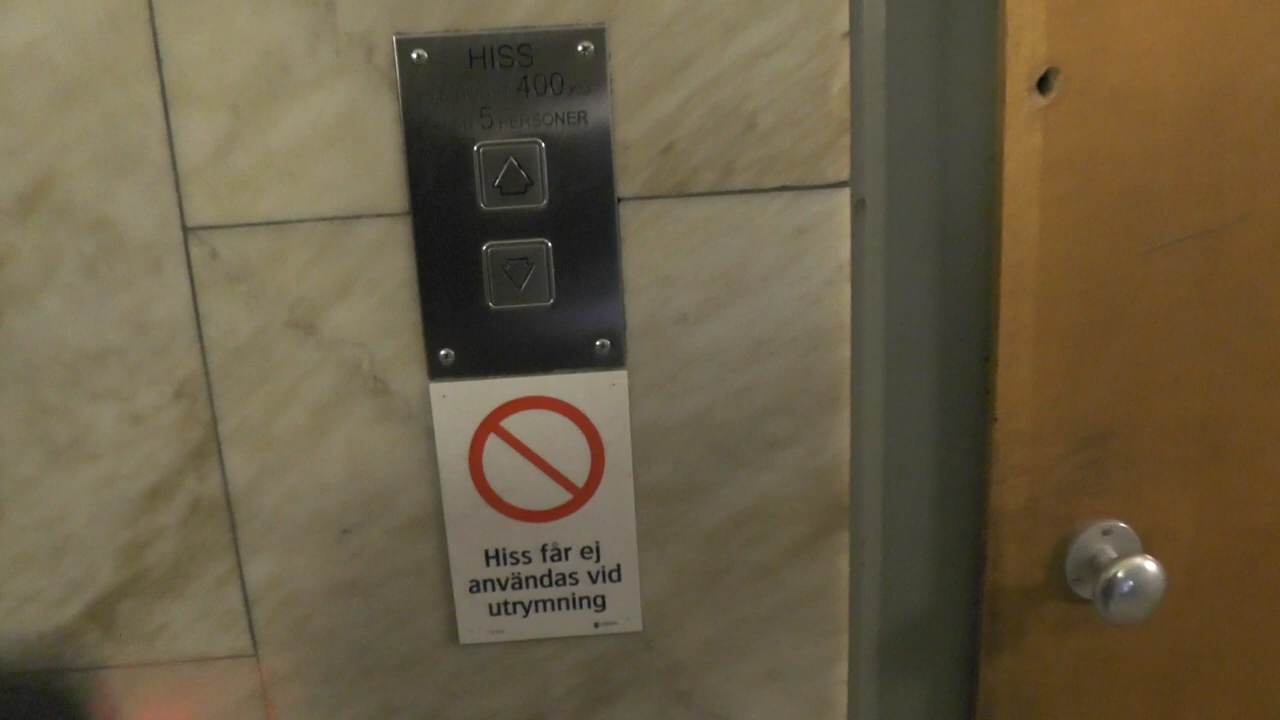 HISS
400 KG
5 PERSONER
Hiss får ej
användas vid
utrymning